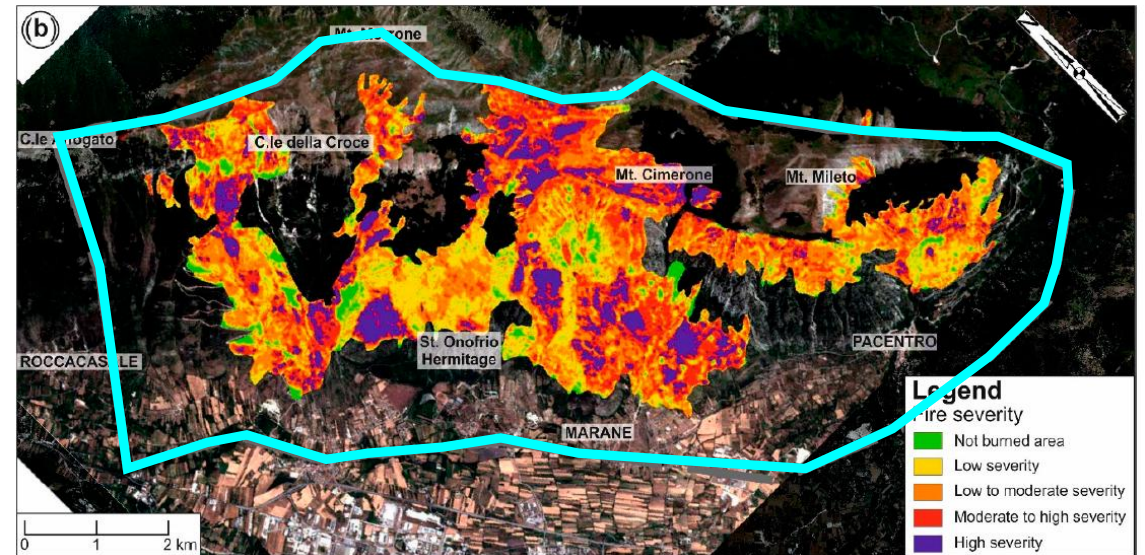 (b)
C.le della Croce
Mt. Cimerone
Mt. Mileto
St. Onofrio
Hermitage
ROCCACASALE
PACENTRO
MARANE
Legend
Fire severity
Not burned area
Low severity
Low to moderate severity
Moderate to high severity
High severity
0 1 2 km